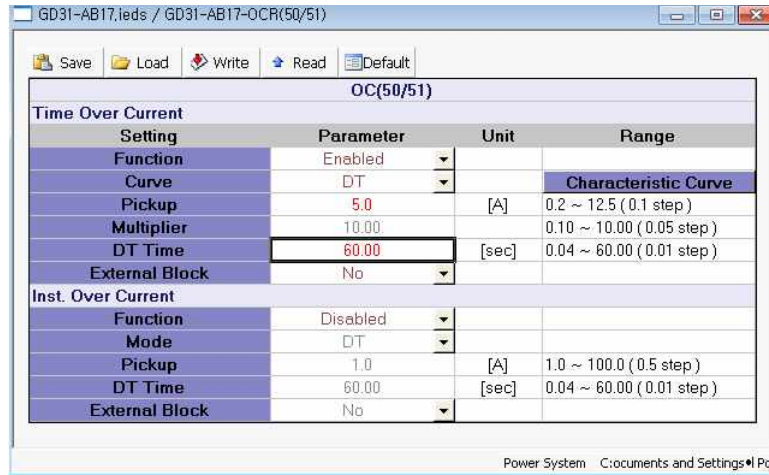 GD31-AB17.ieds / GD31-AB17-OCR(50/51)
Save Load Write Read Default
OC(50/51)
Time Over Current
Setting Parameter Unit Range
Function Enabled
Curve DT Characteristic Curve
Pickup 5.0 [A] 0.2 ~ 12.5 ( 0.1 step )
Multiplier 10.00 0.10 ~ 10.00 ( 0.05 step )
DT Time 60.00 [sec] 0.04 ~ 60.00 ( 0.01 step )
External Block No
Inst. Over Current
Function Disabled
Mode DT
Pickup 1.0 [A] 1.0 ~ 100.0 ( 0.5 step )
DT Time 60.00 [sec] 0.04 ~ 60.00 ( 0.01 step )
External Block No
Power System C:ocuments and Settings